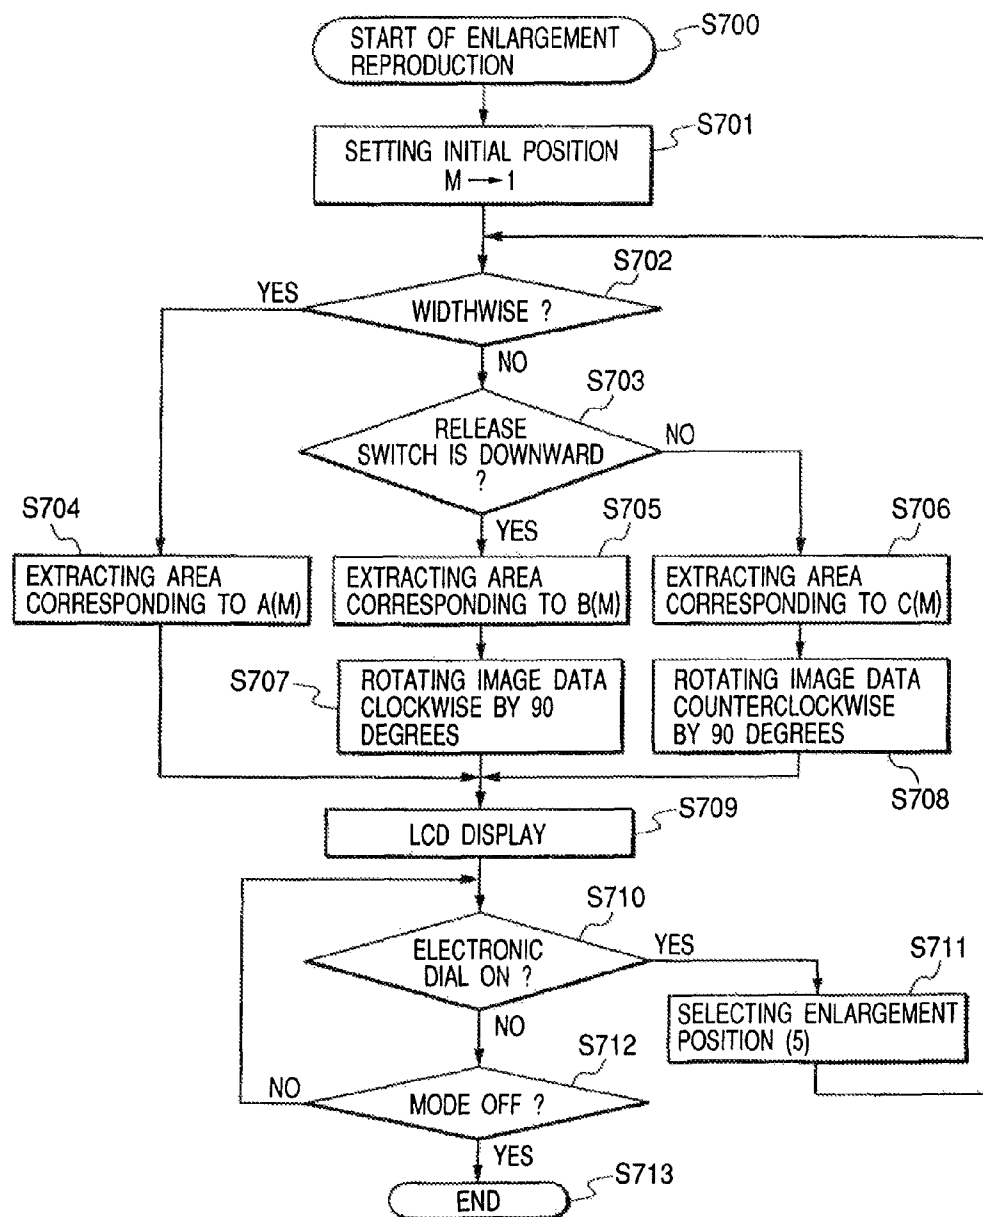 START OF ENLARGEMENT
REPRODUCTION
S700
S701
SETTING INITIAL POSITION
M → 1
S702
YES
WIDTHWISE ?
NO
S703
RELEASE
SWITCH IS DOWNWARD
?
NO
YES
S704
S705
S706
EXTRACTING AREA
CORRESPONDING TO A(M)
EXTRACTING AREA
CORRESPONDING TO B(M)
EXTRACTING AREA
CORRESPONDING TO C(M)
S707
ROTATING IMAGE DATA
CLOCKWISE BY 90
DEGREES
ROTATING IMAGE DATA
COUNTERCLOCKWISE
BY 90 DEGREES
S708
S709
LCD DISPLAY
S710
ELECTRONIC
DIAL ON ?
YES
S711
SELECTING ENLARGEMENT
POSITION (5)
NO
S712
NO
MODE OFF ?
YES
S713
END